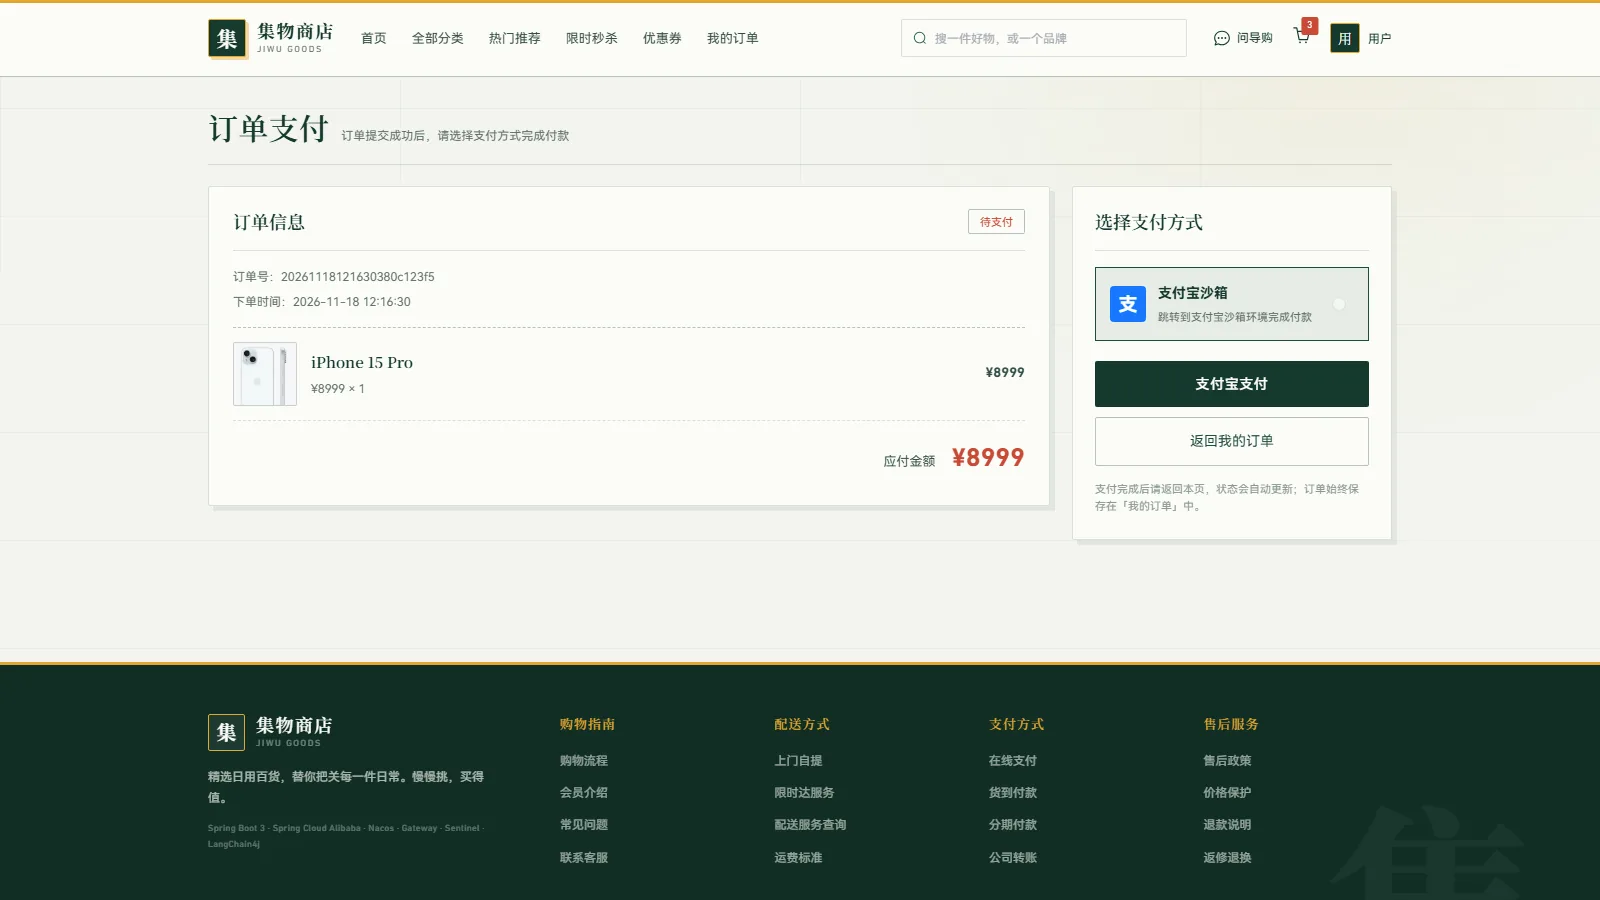 集 集物商店
JIWU GOODS
首页 全部分类 热门推荐 限时秒杀 优惠券 我的订单
搜一件好物，或一个品牌
问导购
3
用 用户
订单支付 订单提交成功后，请选择支付方式完成付款
订单信息
待支付
订单号：20261118121630380c123f5
下单时间：2026-11-18 12:16:30
iPhone 15 Pro
¥8999 × 1
¥8999
应付金额 ¥8999
选择支付方式
支
支付宝沙箱
跳转到支付宝沙箱环境完成付款
支付宝支付
返回我的订单
支付完成后请返回本页，状态会自动更新；订单始终保
存在「我的订单」中。
集 集物商店
JIWU GOODS
精选日用百货，替你把关每一件日常。慢慢挑，买得
值。
Spring Boot 3 · Spring Cloud Alibaba · Nacos · Gateway · Sentinel ·
LangChain4j
购物指南
购物流程
会员介绍
常见问题
联系客服
配送方式
上门自提
限时达服务
配送服务查询
运费标准
支付方式
在线支付
货到付款
分期付款
公司转账
售后服务
售后政策
价格保护
退款说明
返修退换
集